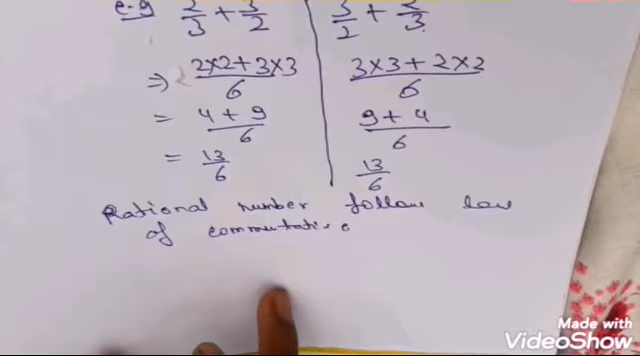 e.g 2/3 + 3/2
⇒ 2×2+3×3/6
= 4+9/6
= 13/6
3/2 + 2/3.
3×3+2×2/6
9+4/6
13/6
Rational number follow law
of commutative
Made with
VideoShow